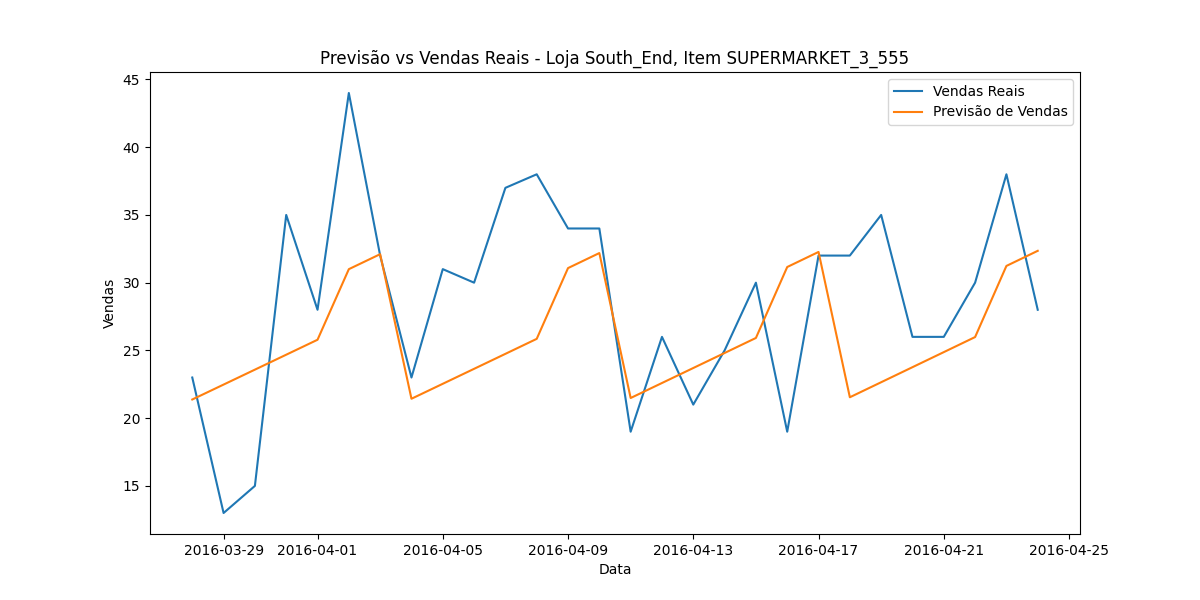 Previsão vs Vendas Reais - Loja South_End, Item SUPERMARKET_3_555
Vendas Reais
Previsão de Vendas
Vendas
45
40
35
30
25
20
15
2016-03-29 2016-04-01 2016-04-05 2016-04-09 2016-04-13 2016-04-17 2016-04-21 2016-04-25
Data